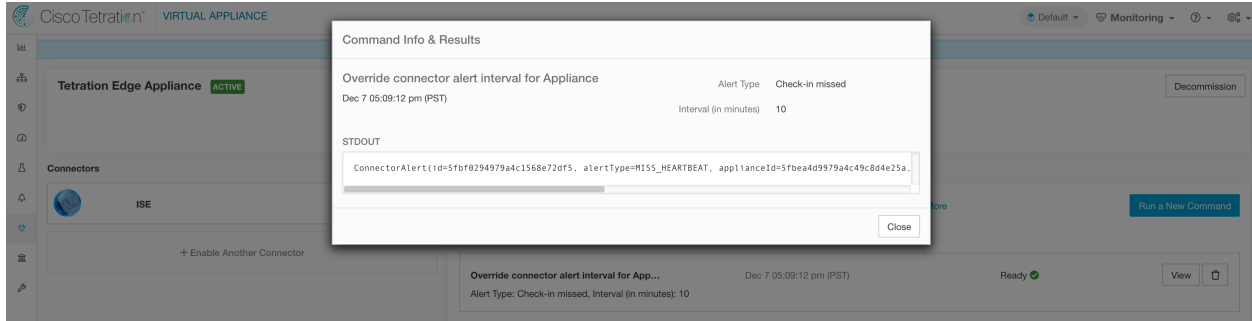 Cisco Tetration™ VIRTUAL APPLIANCE
Default
Monitoring
Tetration Edge Appliance ACTIVE
Decommission
Command Info & Results
Override connector alert interval for Appliance
Dec 7 05:09:12 pm (PST)
Alert Type Check-in missed
Interval (in minutes) 10
STDOUT
ConnectorAlert(id=5fbf0294979a4c1568e72df5, alertType=MISS_HEARTBEAT, applianceId=5fbea4d9979a4c49c8d4e25a,
Close
Connectors
ISE
+ Enable Another Connector
More
Run a New Command
Override connector alert interval for App...
Dec 7 05:09:12 pm (PST)
Ready
View
Alert Type: Check-in missed, Interval (in minutes): 10